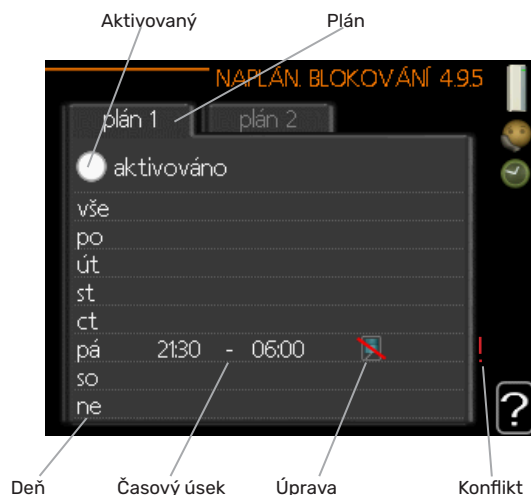 Aktivovaný Plán
NAPLÁN. BLOKOVÁNÍ 4.9.5
plán 1 plán 2
aktivováno
vše
po
út
st
ct
pá 21:30 - 06:00 !
so
ne
?
Deň Časový úsek Úprava Konflikt